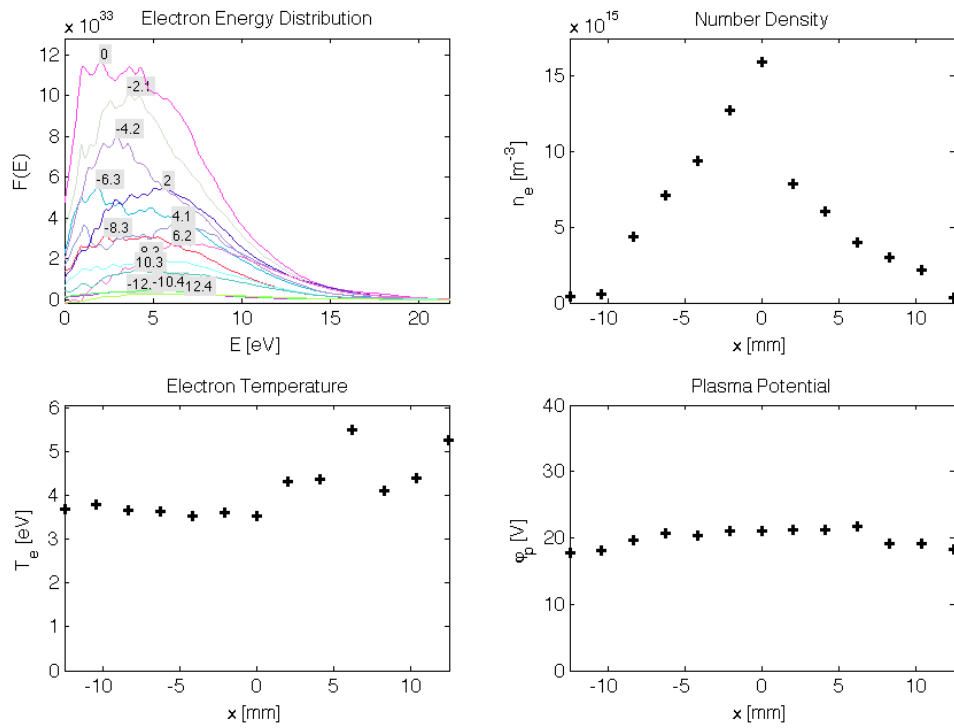 x 10^33
Electron Energy Distribution
12
10
8
6
4
2
0
F(E)
0
-2.1
-4.2
-6.3
2
4.1
-8.3
6.2
10.3
-12.
-10.4
12.4
0 5 10 15 20
E [eV]
x 10^15
Number Density
15
10
5
0
n_e [m^-3]
-10 -5 0 5 10
x [mm]
Electron Temperature
6
5
4
3
2
1
0
T_e [eV]
-10 -5 0 5 10
x [mm]
Plasma Potential
40
30
20
10
0
φ_p [V]
-10 -5 0 5 10
x [mm]